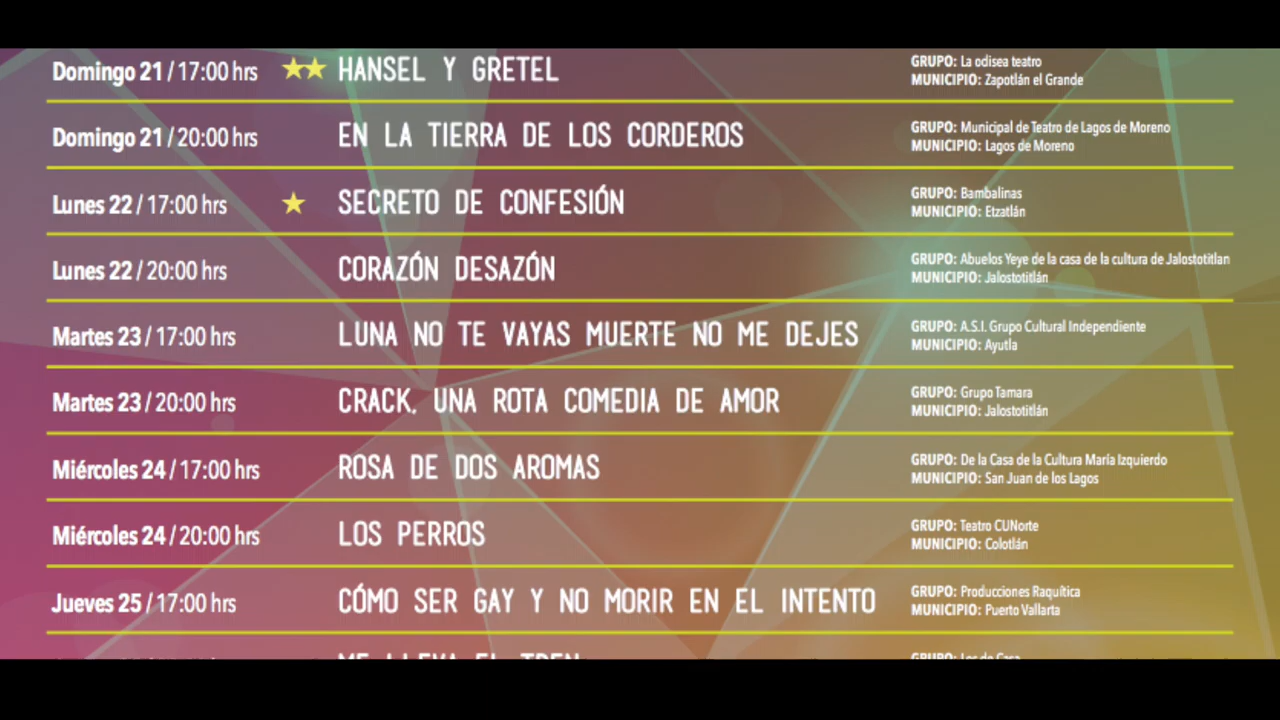 Domingo 21 / 17:00 hrs ★★ HANSEL Y GRETEL
GRUPO: La odisea teatro
MUNICIPIO: Zapotlán el Grande
Domingo 21 / 20:00 hrs EN LA TIERRA DE LOS CORDEROS
GRUPO: Municipal de Teatro de Lagos de Moreno
MUNICIPIO: Lagos de Moreno
Lunes 22 / 17:00 hrs ★ SECRETO DE CONFESIÓN
GRUPO: Bambalinas
MUNICIPIO: Etzatlán
Lunes 22 / 20:00 hrs CORAZÓN DESAZÓN
GRUPO: Abuelos Yeye de la casa de la cultura de Jalostotitlan
MUNICIPIO: Jalostotitlán
Martes 23 / 17:00 hrs LUNA NO TE VAYAS MUERTE NO ME DEJES
GRUPO: A.S.I. Grupo Cultural Independiente
MUNICIPIO: Ayutla
Martes 23 / 20:00 hrs CRACK, UNA ROTA COMEDIA DE AMOR
GRUPO: Grupo Tamara
MUNICIPIO: Jalostotitlán
Miércoles 24 / 17:00 hrs ROSA DE DOS AROMAS
GRUPO: De la Casa de la Cultura María Izquierdo
MUNICIPIO: San Juan de los Lagos
Miércoles 24 / 20:00 hrs LOS PERROS
GRUPO: Teatro CUNorte
MUNICIPIO: Colotlán
Jueves 25 / 17:00 hrs CÓMO SER GAY Y NO MORIR EN EL INTENTO
GRUPO: Producciones Raquítica
MUNICIPIO: Puerto Vallarta
ME LLEVA EL TREN
GRUPO: Los de Casa